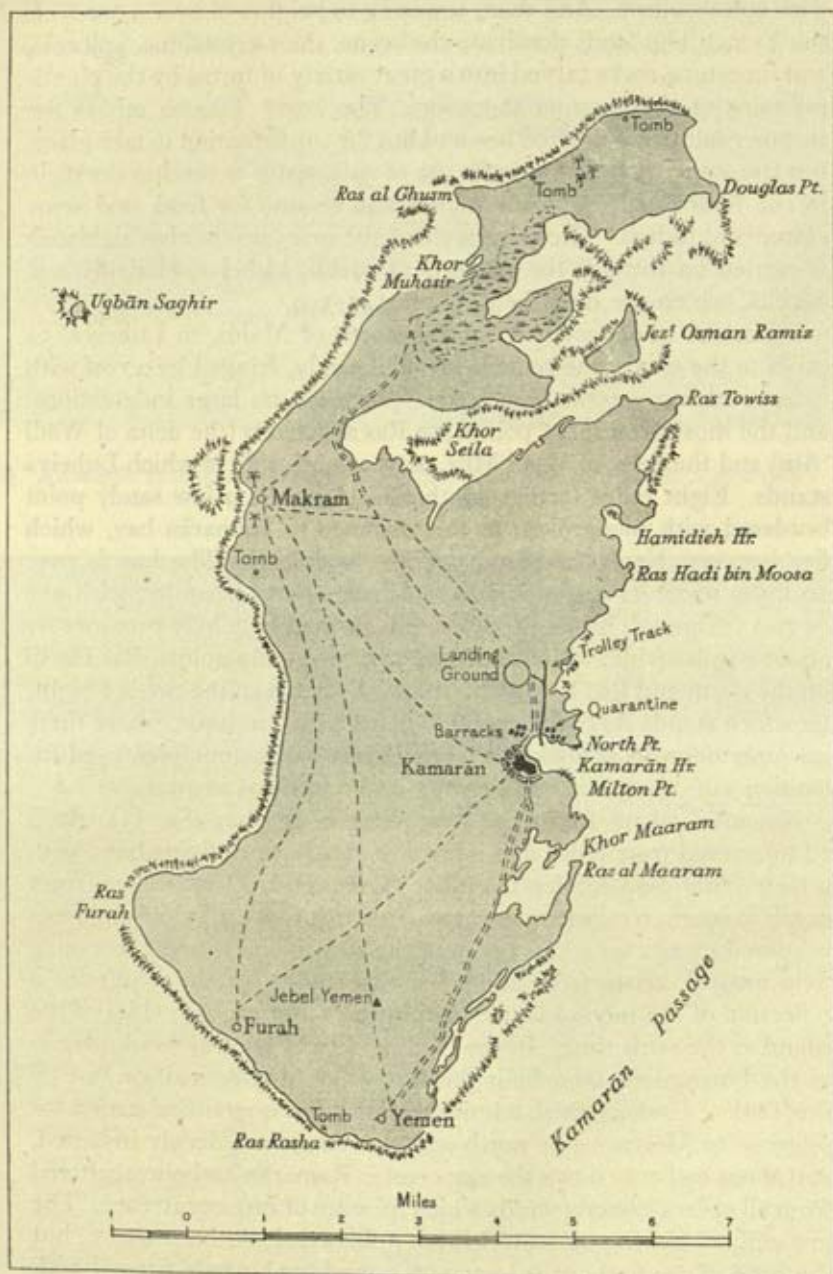 Tomb
Tomb
Ras al Ghusm
Douglas Pt.
Khor
Muhasir
Uqbān Saghir
Jezt Osman Ramiz
Ras Towiss
Khor
Seila
Makram
Hamidieh Hr.
Tomb
Ras Hadi bin Moosa
Trolley Track
Landing
Ground
Quarantine
Barracks
North Pt.
Kamarān
Kamarān Hr.
Milton Pt.
Khor Maaram
Ras al Maaram
Ras
Furah
Jebel Yemen
Furah
Kamarān Passage
Tomb
Yemen
Ras Rasha
Miles
1 0 1 2 3 4 5 6 7